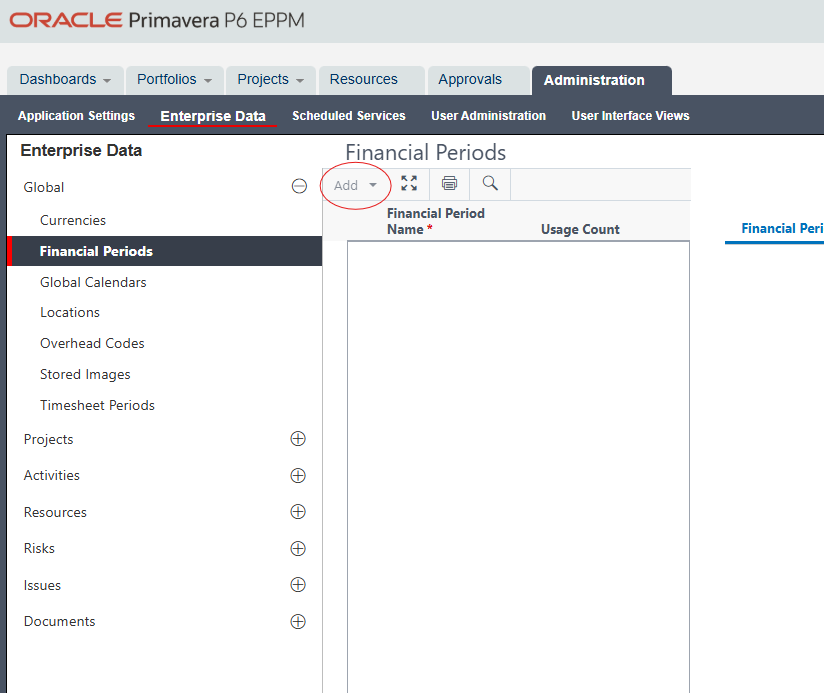 ORACLE Primavera P6 EPPM
Dashboards Portfolios Projects Resources Approvals Administration
Application Settings Enterprise Data Scheduled Services User Administration User Interface Views
Enterprise Data
Global
Currencies
Financial Periods
Global Calendars
Locations
Overhead Codes
Stored Images
Timesheet Periods
Projects
Activities
Resources
Risks
Issues
Documents
Financial Periods
Add
Financial Period
Name *
Usage Count
Financial Peri